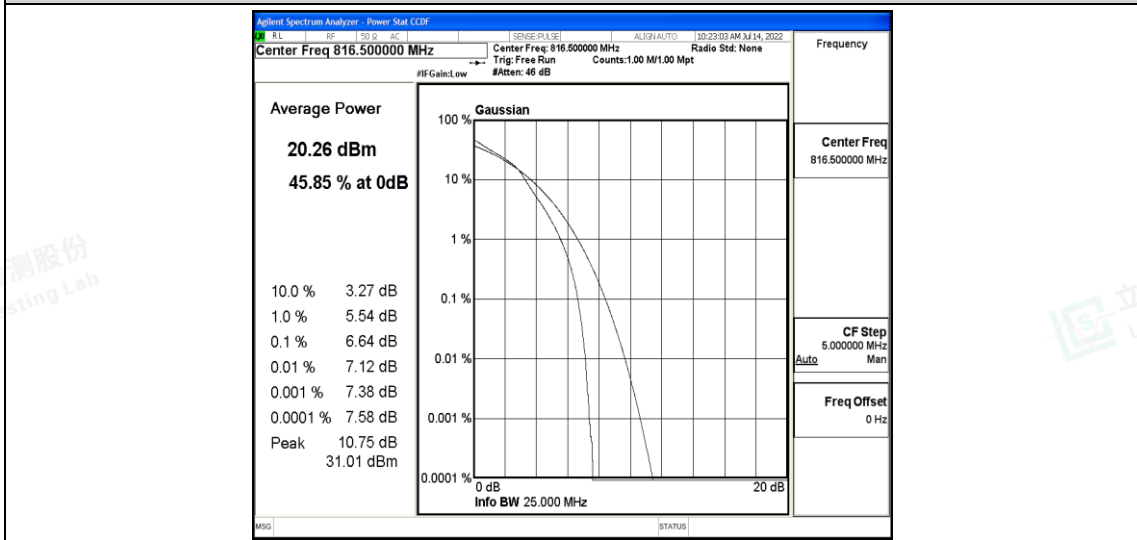 Agilent Spectrum Analyzer - Power Stat CCDF
LXI RL RF 50 Ω AC SENSE:PULSE ALIGNAUTO 10:23:03 AM Jul 14, 2022
Center Freq 816.500000 MHz
Center Freq: 816.500000 MHz Radio Std: None
Trig: Free Run Counts:1.00 M/1.00 Mpt
#IFGain:Low #Atten: 46 dB
Frequency
Average Power
20.26 dBm
45.85 % at 0dB
10.0 % 3.27 dB
1.0 % 5.54 dB
0.1 % 6.64 dB
0.01 % 7.12 dB
0.001 % 7.38 dB
0.0001 % 7.58 dB
Peak 10.75 dB
31.01 dBm
Gaussian
100 %
10 %
1 %
0.1 %
0.01 %
0.001 %
0.0001 %
0 dB 20 dB
Info BW 25.000 MHz
Center Freq
816.500000 MHz
CF Step
5.000000 MHz
Auto Man
Freq Offset
0 Hz
MSG STATUS
测股份
sting Lab
立